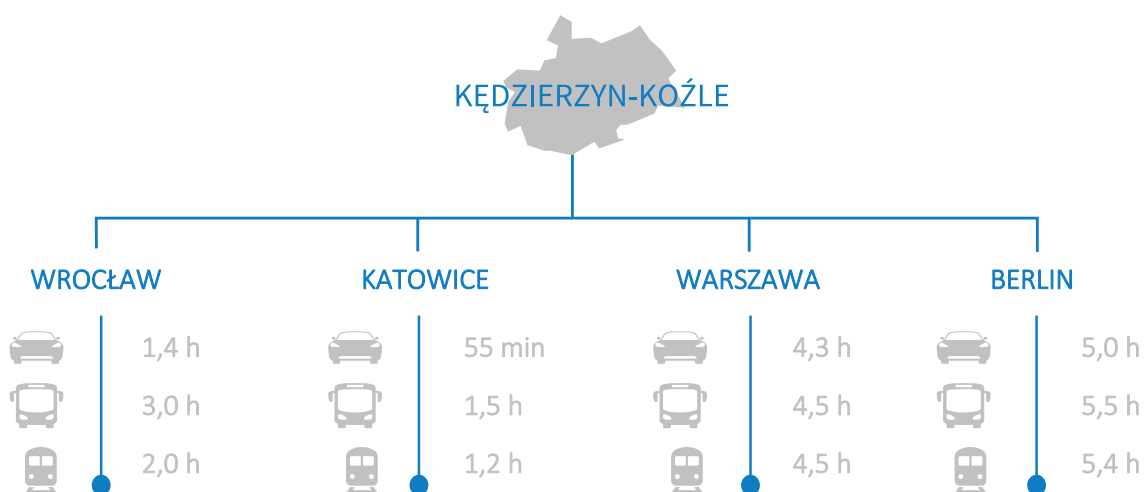 KĘDZIERZYN-KOŹLE
WROCŁAW
KATOWICE
WARSZAWA
BERLIN
1,4 h
55 min
4,3 h
5,0 h
3,0 h
1,5 h
4,5 h
5,5 h
2,0 h
1,2 h
4,5 h
5,4 h